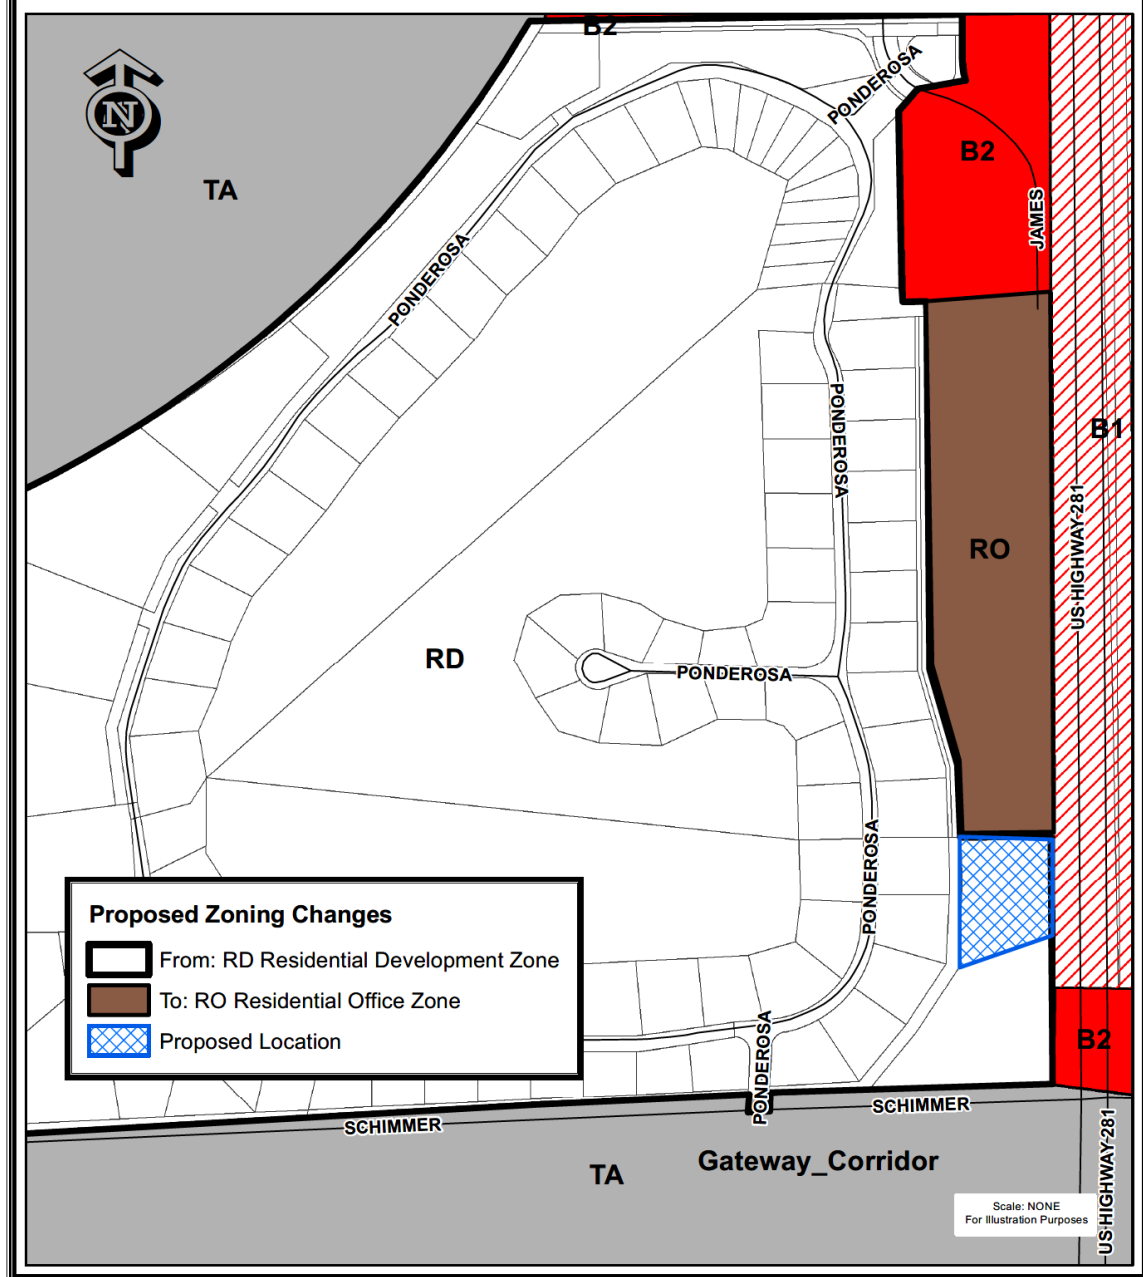 B2
PONDEROSA
N
B2
TA
JAMES
PONDEROSA
PONDEROSA
B1
US HIGHWAY 281
RO
RD
PONDEROSA
PONDEROSA
Proposed Zoning Changes
From: RD Residential Development Zone
To: RO Residential Office Zone
Proposed Location
PONDEROSA
B2
SCHIMMER
SCHIMMER
Gateway_Corridor
TA
US HIGHWAY 281
Scale: NONE
For Illustration Purposes